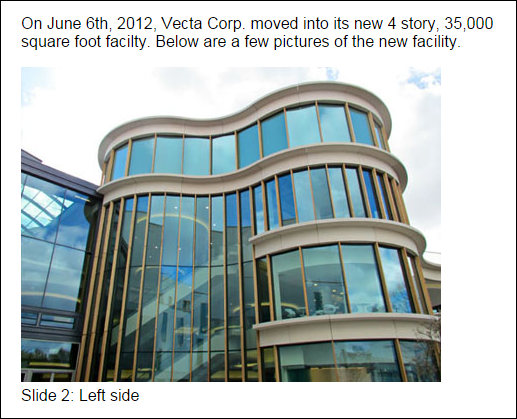 On June 6th, 2012, Vecta Corp. moved into its new 4 story, 35,000
square foot facilty. Below are a few pictures of the new facility.
Slide 2: Left side